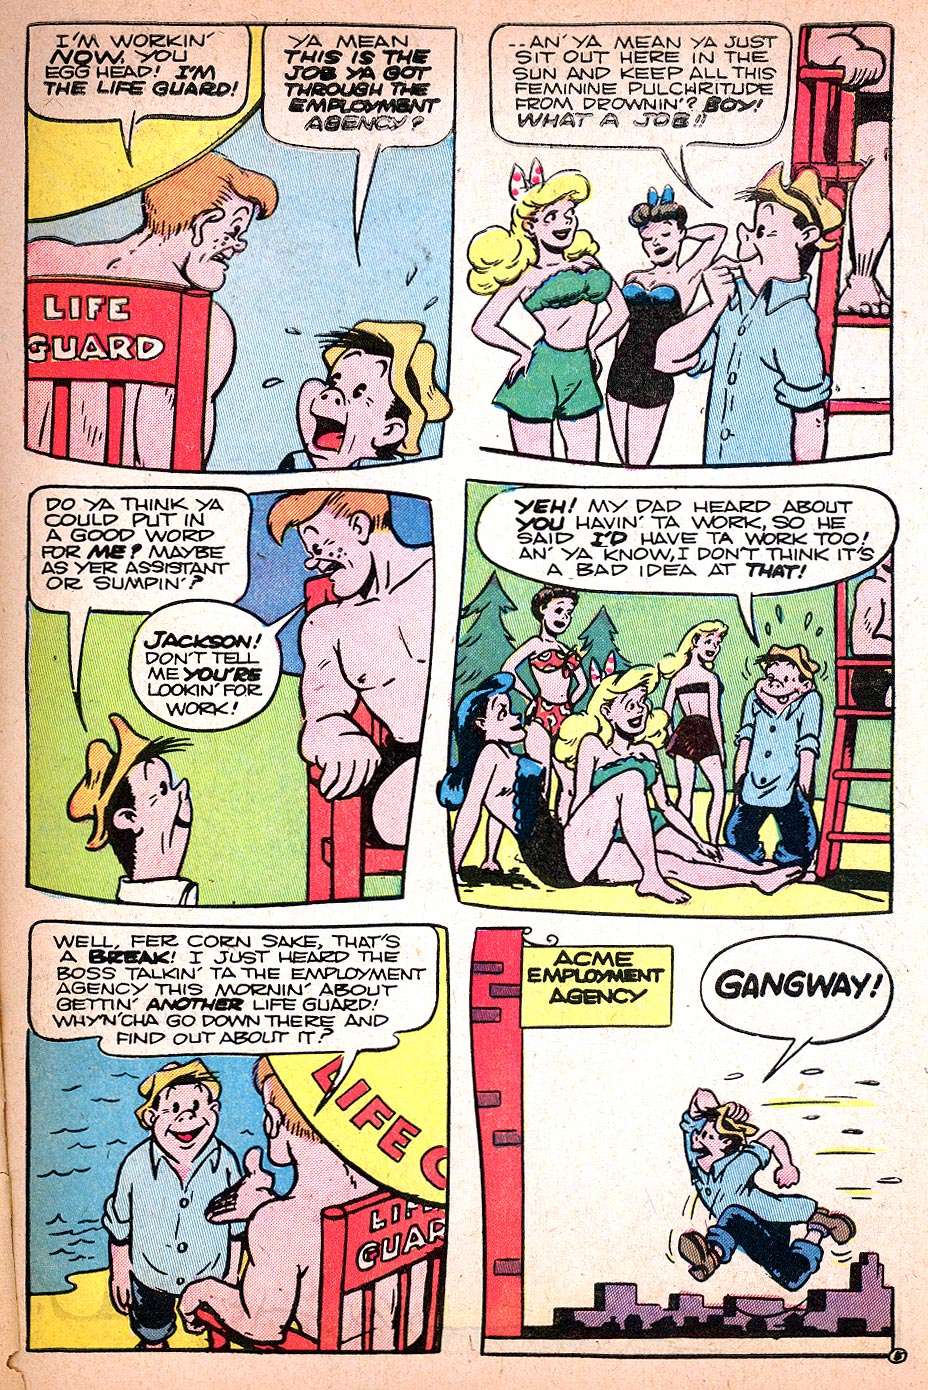 I'M WORKIN'
NOW, YOU
EGG HEAD! I'M
THE LIFE GUARD!
YA MEAN
THIS IS THE
JOB YA GOT
THROUGH THE
EMPLOYMENT
AGENCY?
LIFE
GUARD
..AN' YA MEAN YA JUST
SIT OUT HERE IN THE
SUN AND KEEP ALL THIS
FEMININE PULCHRITUDE
FROM DROWNIN'? BOY!
WHAT A JOB!!
DO YA THINK YA
COULD PUT IN
A GOOD WORD
FOR ME? MAYBE
AS YER ASSISTANT
OR SUMPIN'?
JACKSON!
DON'T TELL
ME YOU'RE
LOOKIN' FOR
WORK!
YEH! MY DAD HEARD ABOUT
YOU HAVIN' TA WORK, SO HE
SAID I'D HAVE TA WORK TOO!
AN' YA KNOW, I DON'T THINK IT'S
A BAD IDEA AT THAT!
WELL, FER CORN SAKE, THAT'S
A BREAK! I JUST HEARD THE
BOSS TALKIN' TA THE EMPLOYMENT
AGENCY THIS MORNIN' ABOUT
GETTIN' ANOTHER LIFE GUARD!
WHY'N'CHA GO DOWN THERE AND
FIND OUT ABOUT IT?
LIFE G
LIFE
GUAR
ACME
EMPLOYMENT
AGENCY
GANGWAY!